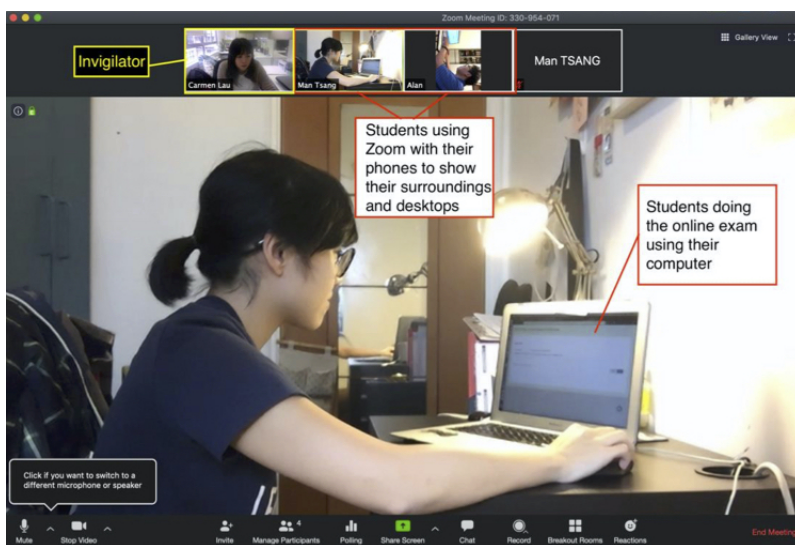 Zoom Meeting ID: 330-954-071
Gallery View
Invigilator
Carmen Lau
Man Tsang
Alan
Man TSANG
Students using
Zoom with their
phones to show
their surroundings
and desktops
Students doing
the online exam
using their
computer
Click if you want to switch to a
different microphone or speaker
4
Mute
Stop Video
Invite
Manage Participants
Polling
Share Screen
Chat
Record
Breakout Rooms
Reactions
End Meeting